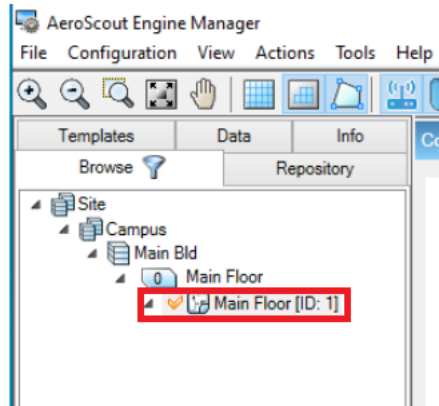 AeroScout Engine Manager
File Configuration View Actions Tools Help
Templates Data Info
Browse Repository
Site
Campus
Main Bld
0 Main Floor
Main Floor [ID: 1]